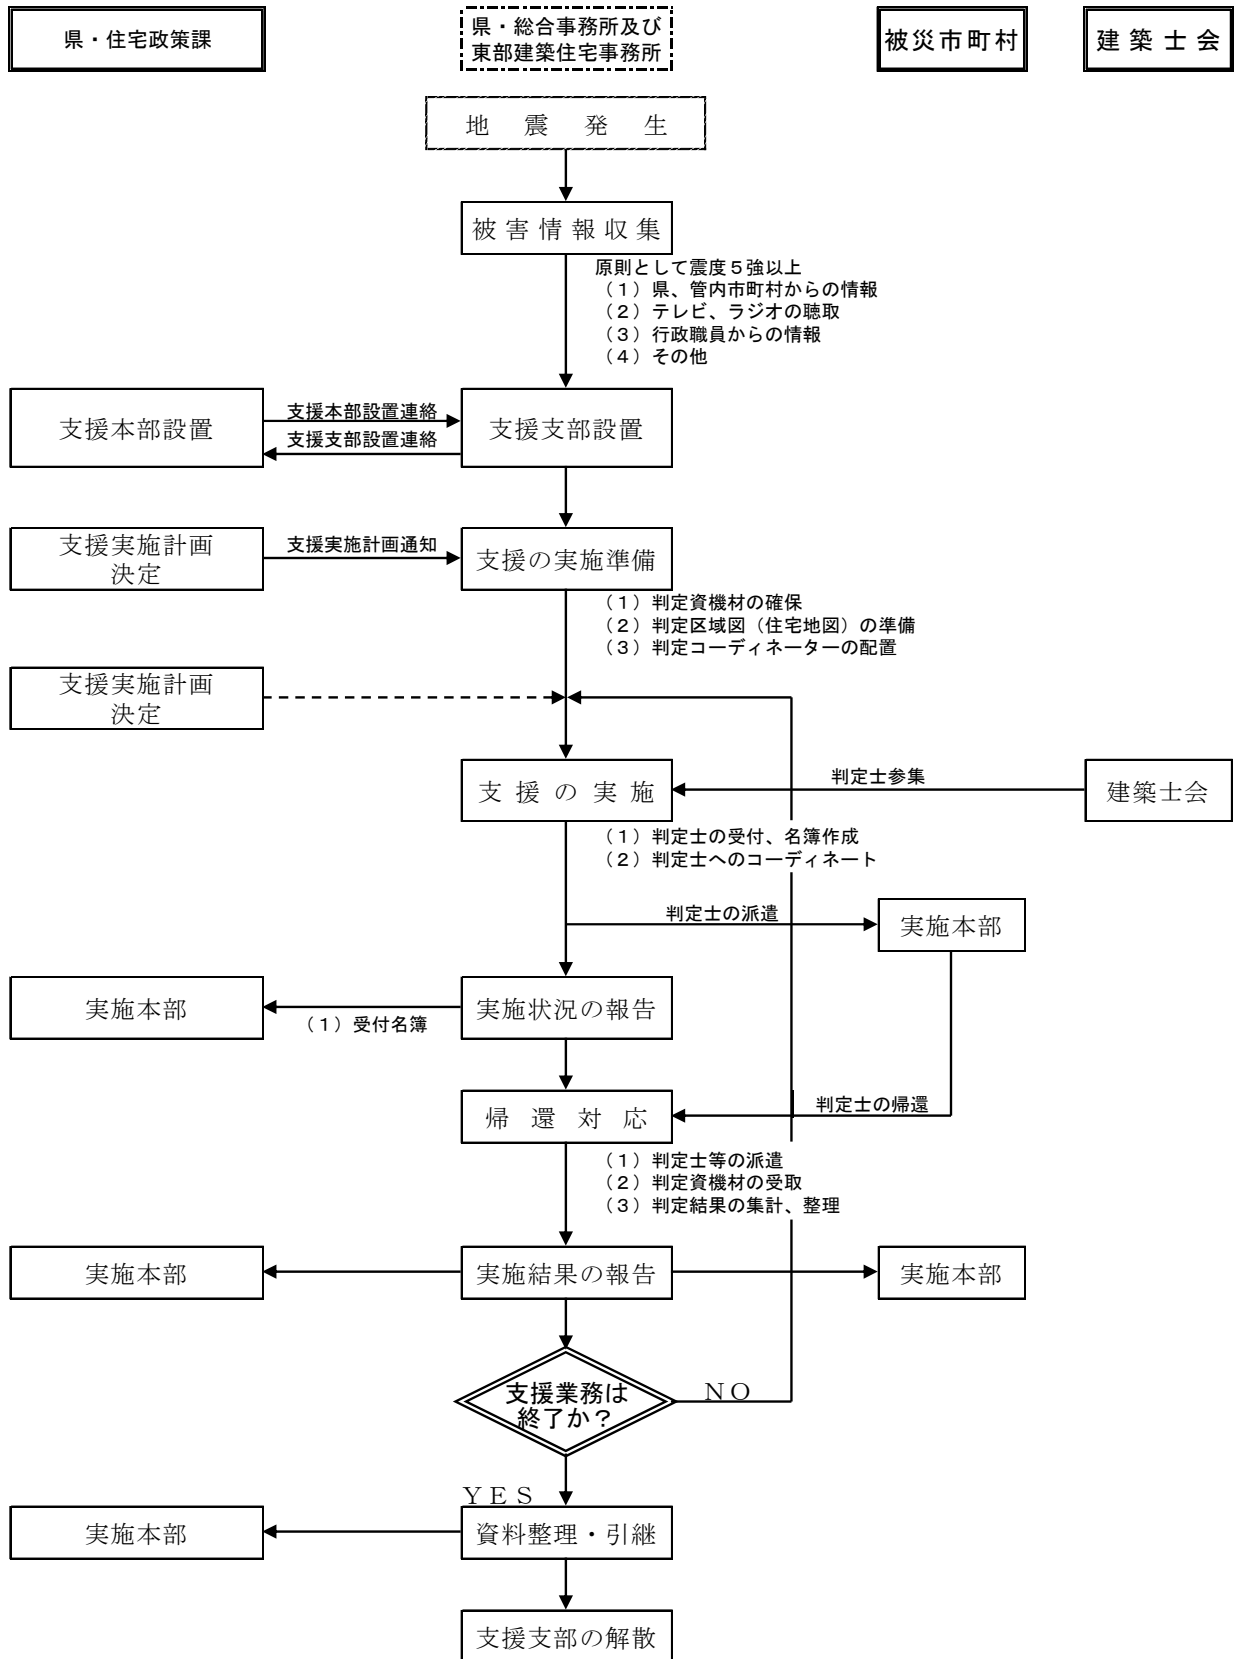 県・住宅政策課
県・総合事務所及び
東部建築住宅事務所
被災市町村
建築士会
地震発生
被害情報収集
原則として震度５強以上
（１）県、管内市町村からの情報
（２）テレビ、ラジオの聴取
（３）行政職員からの情報
（４）その他
支援本部設置
支援本部設置連絡
支援支部設置連絡
支援支部設置
支援実施計画
決定
支援実施計画通知
支援の実施準備
（１）判定資機材の確保
（２）判定区域図（住宅地図）の準備
（３）判定コーディネーターの配置
支援実施計画
決定
支援の実施
判定士参集
建築士会
（１）判定士の受付、名簿作成
（２）判定士へのコーディネート
判定士の派遣
実施本部
実施本部
（１）受付名簿
実施状況の報告
帰還対応
判定士の帰還
（１）判定士等の派遣
（２）判定資機材の受取
（３）判定結果の集計、整理
実施本部
実施結果の報告
実施本部
支援業務は
終了か？
ＮＯ
ＹＥＳ
実施本部
資料整理・引継
支援支部の解散